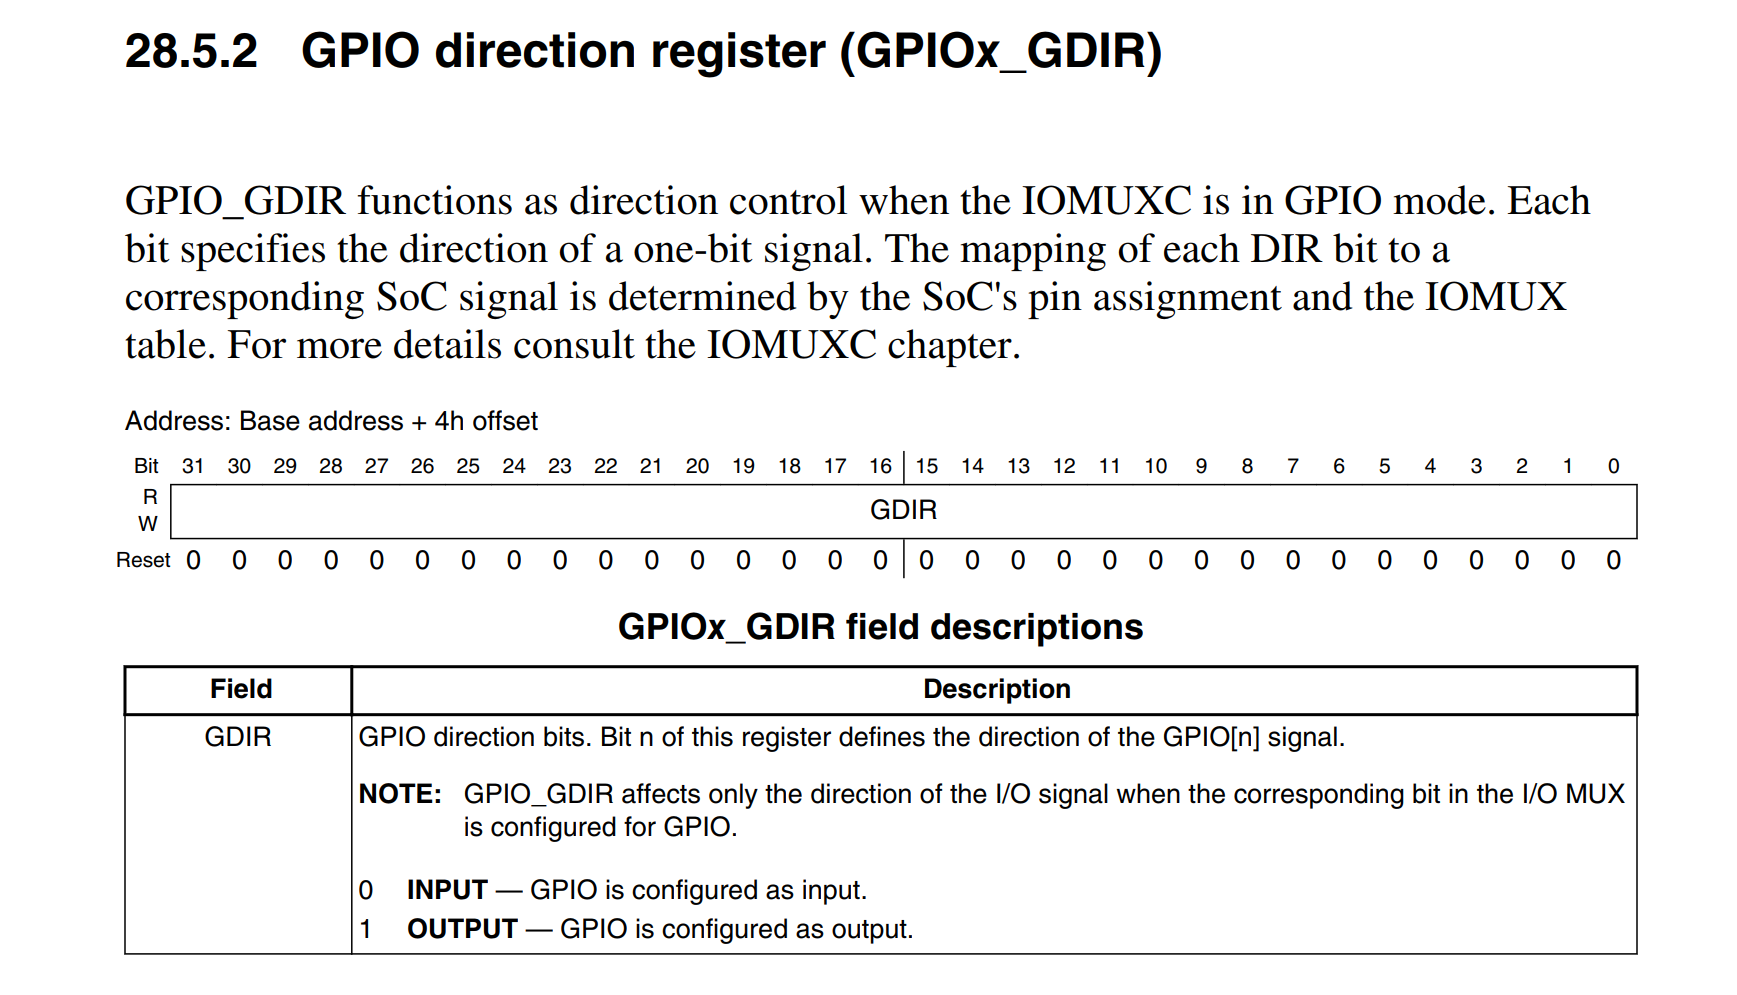 28.5.2 GPIO direction register (GPIOx_GDIR)
GPIO_GDIR functions as direction control when the IOMUXC is in GPIO mode. Each
bit specifies the direction of a one-bit signal. The mapping of each DIR bit to a
corresponding SoC signal is determined by the SoC's pin assignment and the IOMUX
table. For more details consult the IOMUXC chapter.
Address: Base address + 4h offset
Bit 31 30 29 28 27 26 25 24 23 22 21 20 19 18 17 16 15 14 13 12 11 10 9 8 7 6 5 4 3 2 1 0
R
GDIR
W
Reset 0 0 0 0 0 0 0 0 0 0 0 0 0 0 0 0 0 0 0 0 0 0 0 0 0 0 0 0 0 0 0 0
GPIOx_GDIR field descriptions
Field Description
GDIR GPIO direction bits. Bit n of this register defines the direction of the GPIO[n] signal.
NOTE: GPIO_GDIR affects only the direction of the I/O signal when the corresponding bit in the I/O MUX
is configured for GPIO.
0 INPUT — GPIO is configured as input.
1 OUTPUT — GPIO is configured as output.